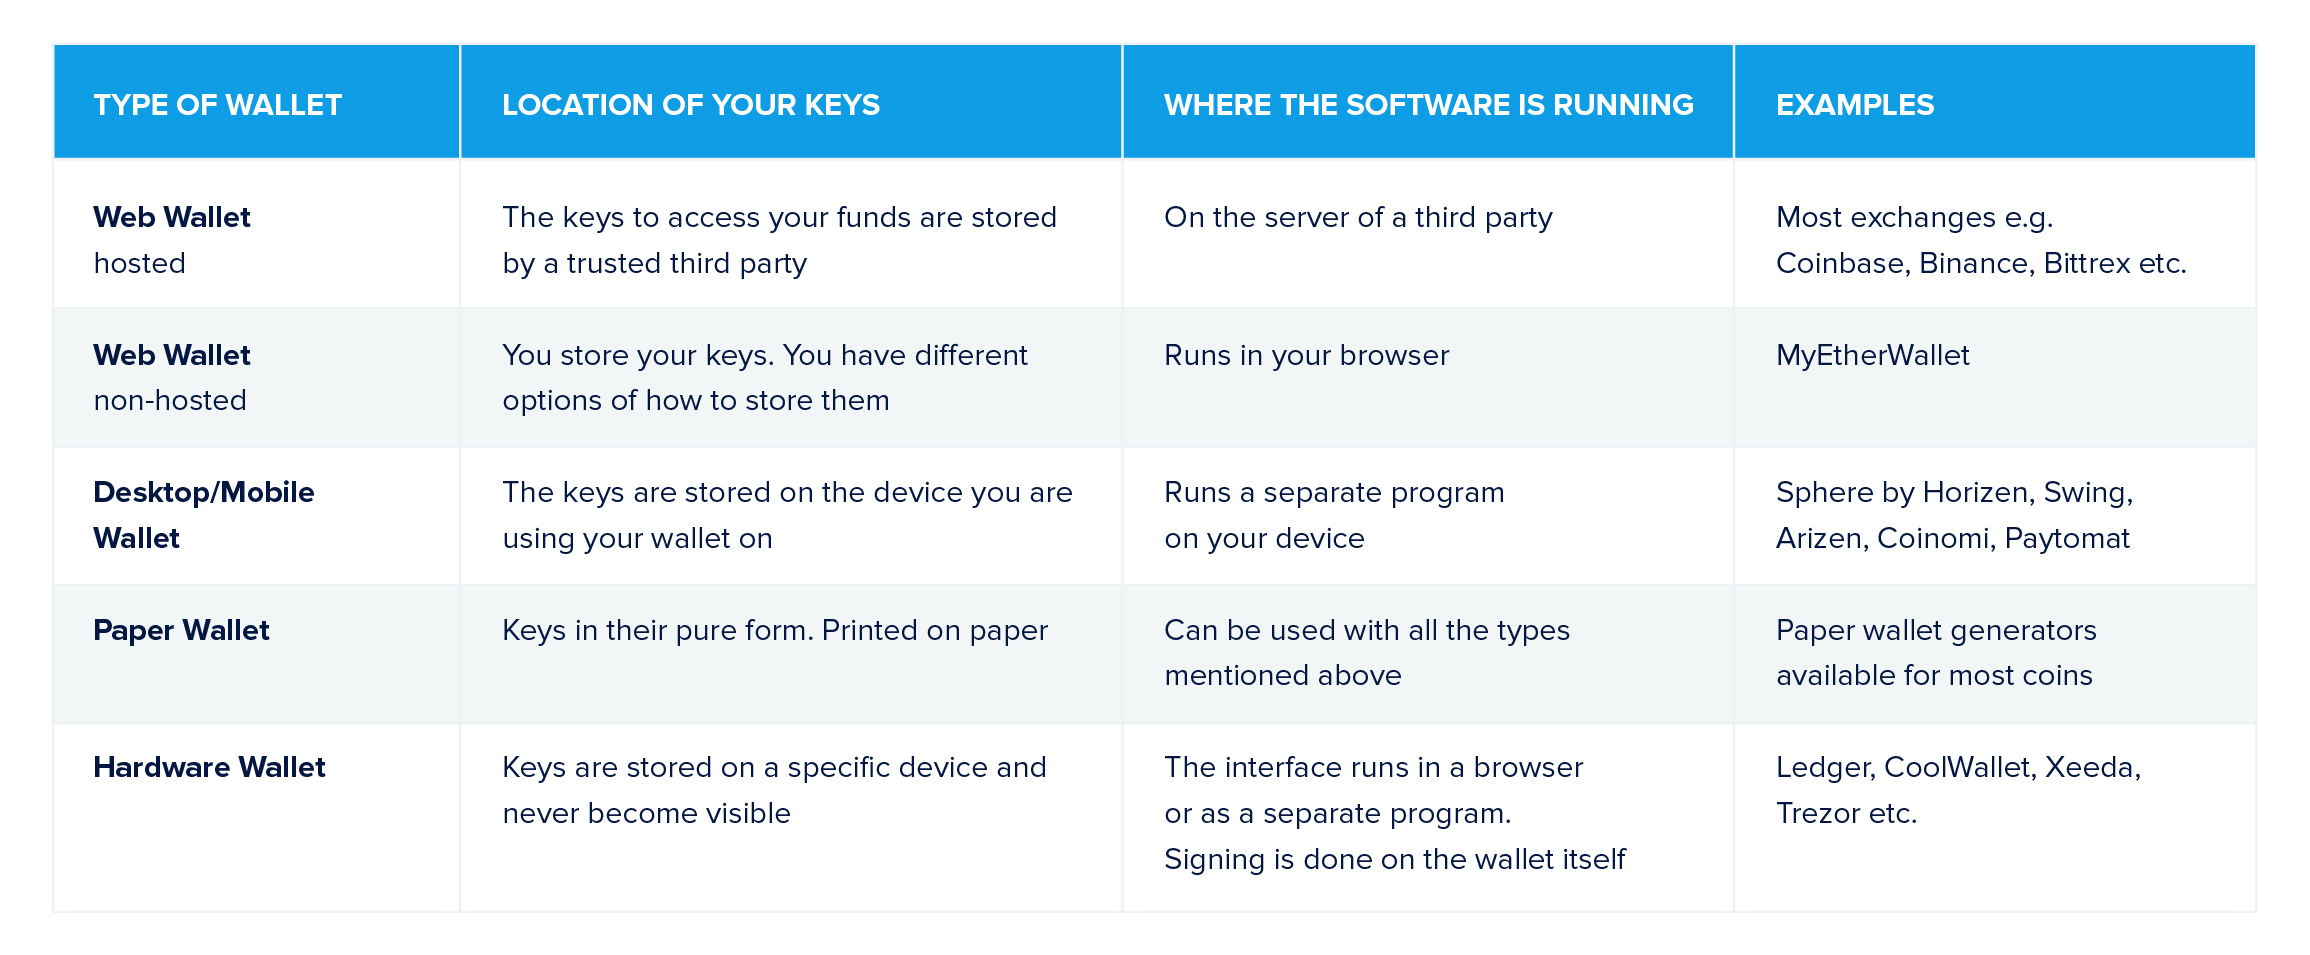 TYPE OF WALLET
LOCATION OF YOUR KEYS
WHERE THE SOFTWARE IS RUNNING
EXAMPLES
Web Wallet
hosted
The keys to access your funds are stored
by a trusted third party
On the server of a third party
Most exchanges e.g.
Coinbase, Binance, Bittrex etc.
Web Wallet
non-hosted
You store your keys. You have different
options of how to store them
Runs in your browser
MyEtherWallet
Desktop/Mobile
Wallet
The keys are stored on the device you are
using your wallet on
Runs a separate program
on your device
Sphere by Horizen, Swing,
Arizen, Coinomi, Paytomat
Paper Wallet
Keys in their pure form. Printed on paper
Can be used with all the types
mentioned above
Paper wallet generators
available for most coins
Hardware Wallet
Keys are stored on a specific device and
never become visible
The interface runs in a browser
or as a separate program.
Signing is done on the wallet itself
Ledger, CoolWallet, Xeeda,
Trezor etc.